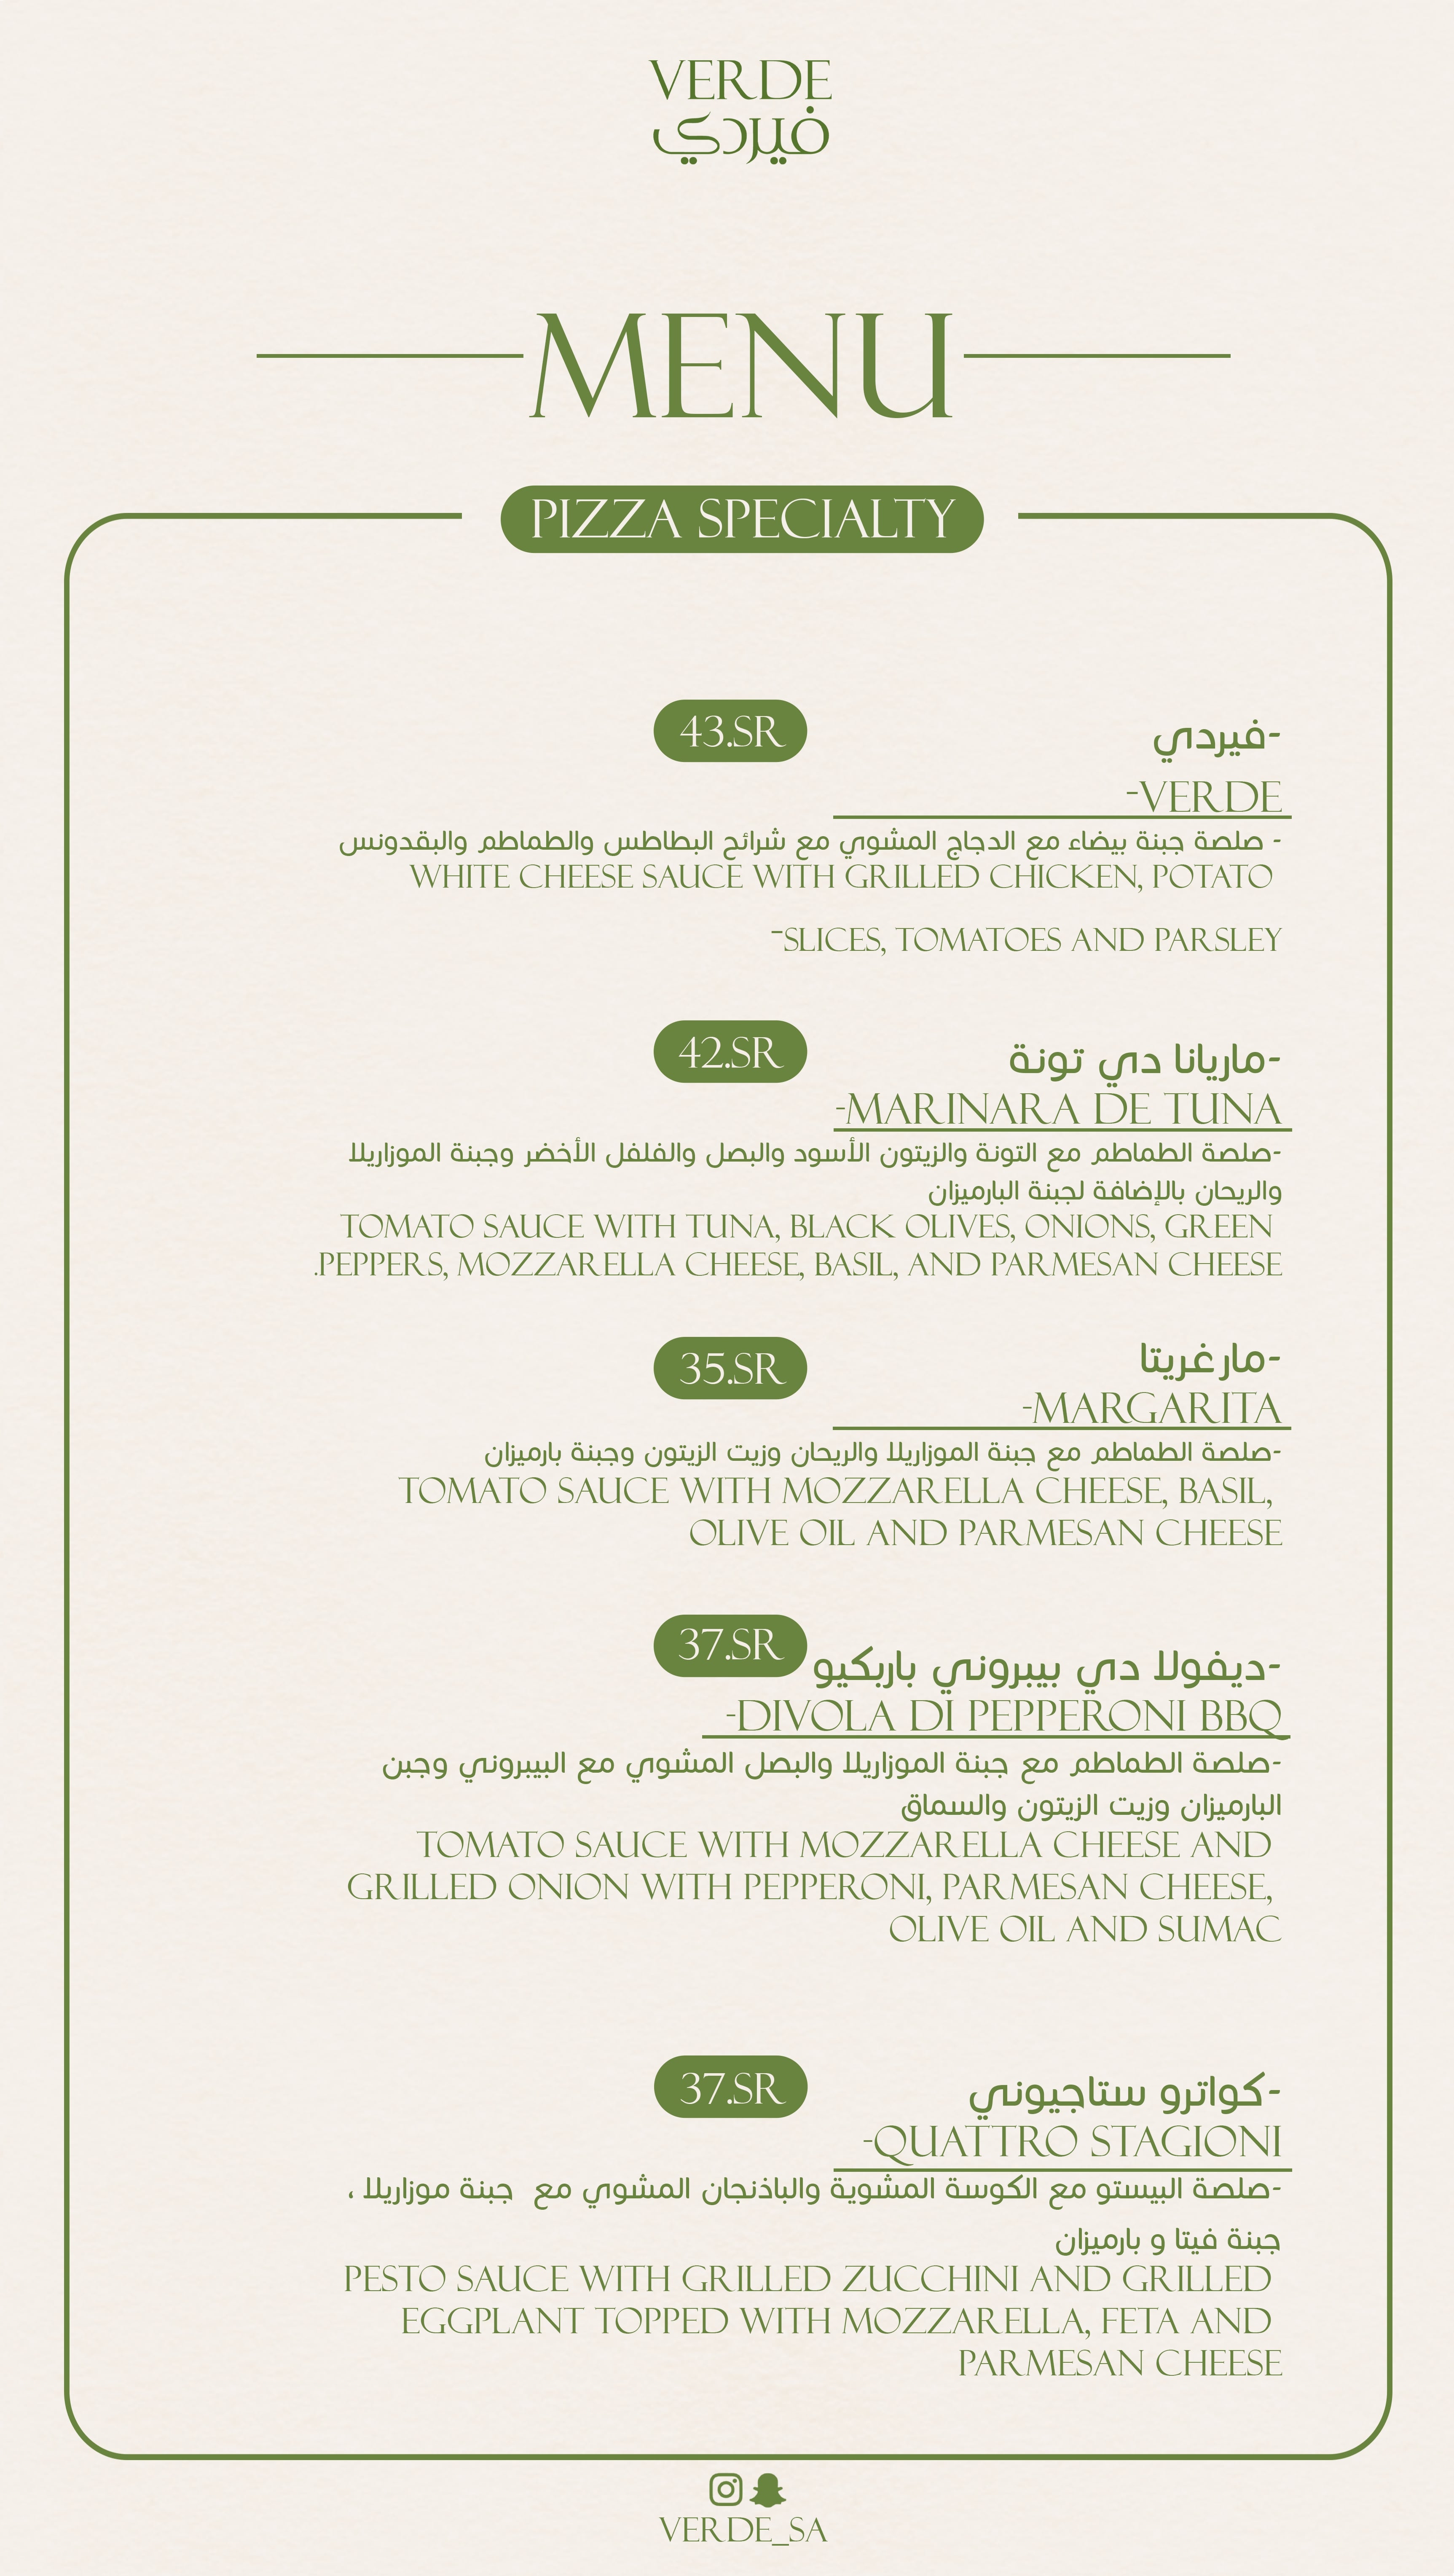 VERDE
فيردي
MENU
PIZZA SPECIALTY
43.SR
-فيردي
-VERDE
- صلصة جبنة بيضاء مع الدجاج المشوي مع شرائح البطاطس والطماطم والبقدونس
WHITE CHEESE SAUCE WITH GRILLED CHICKEN, POTATO
-SLICES, TOMATOES AND PARSLEY
42.SR
-ماريانا دي تونة
-MARINARA DE TUNA
-صلصة الطماطم مع التونة والزيتون الأسود والبصل والفلفل الأخضر وجبنة الموزاريلا
والريحان بالإضافة لجبنة البارميزان
TOMATO SAUCE WITH TUNA, BLACK OLIVES, ONIONS, GREEN
.PEPPERS, MOZZARELLA CHEESE, BASIL, AND PARMESAN CHEESE
35.SR
-مارغريتا
-MARGARITA
-صلصة الطماطم مع جبنة الموزاريلا والريحان وزيت الزيتون وجبنة بارميزان
TOMATO SAUCE WITH MOZZARELLA CHEESE, BASIL,
OLIVE OIL AND PARMESAN CHEESE
37.SR
-ديفولا دي بيبروني باربكيو
-DIVOLA DI PEPPERONI BBQ
-صلصة الطماطم مع جبنة الموزاريلا والبصل المشوي مع البيبروني وجبن
البارميزان وزيت الزيتون والسماق
TOMATO SAUCE WITH MOZZARELLA CHEESE AND
GRILLED ONION WITH PEPPERONI, PARMESAN CHEESE,
OLIVE OIL AND SUMAC
37.SR
-كواترو ستاجيوني
-QUATTRO STAGIONI
-صلصة البيستو مع الكوسة المشوية والباذنجان المشوي مع جبنة موزاريلا ،
جبنة فيتا و بارميزان
PESTO SAUCE WITH GRILLED ZUCCHINI AND GRILLED
EGGPLANT TOPPED WITH MOZZARELLA, FETA AND
PARMESAN CHEESE
VERDE_SA